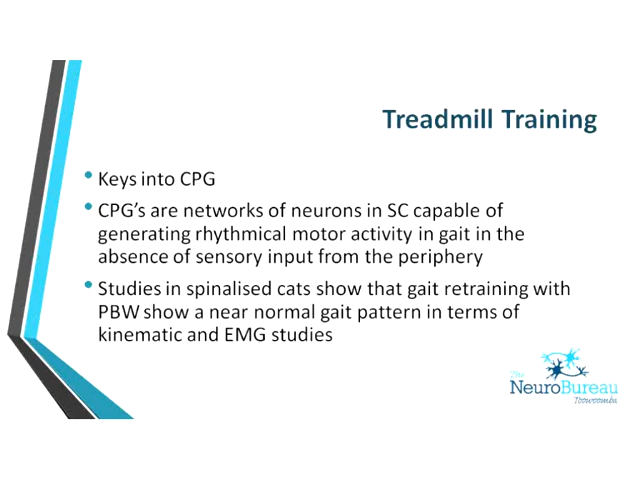 Treadmill Training
• Keys into CPG
• CPG's are networks of neurons in SC capable of
generating rhythmical motor activity in gait in the
absence of sensory input from the periphery
• Studies in spinalised cats show that gait retraining with
PBW show a near normal gait pattern in terms of
kinematic and EMG studies
The
NeuroBureau
Toowoomba